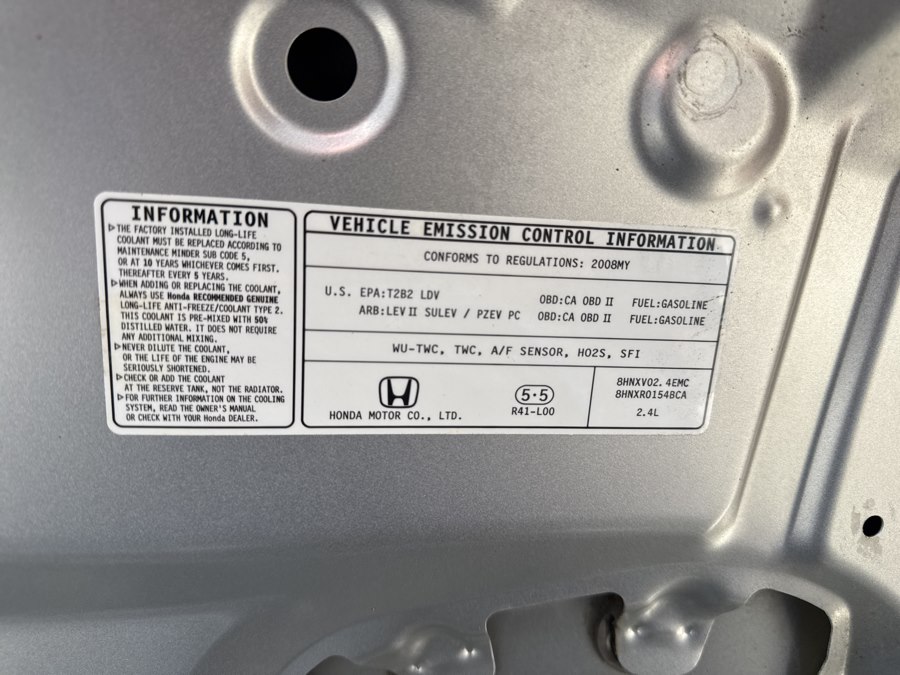 INFORMATION
▷THE FACTORY INSTALLED LONG-LIFE
COOLANT MUST BE REPLACED ACCORDING TO
MAINTENANCE MINDER SUB CODE 5,
OR AT 10 YEARS WHICHEVER COMES FIRST.
THEREAFTER EVERY 5 YEARS.
▷WHEN ADDING OR REPLACING THE COOLANT,
ALWAYS USE Honda RECOMMENDED GENUINE
LONG-LIFE ANTI-FREEZE/COOLANT TYPE 2.
THIS COOLANT IS PRE-MIXED WITH 50%
DISTILLED WATER. IT DOES NOT REQUIRE
ANY ADDITIONAL MIXING.
▷NEVER DILUTE THE COOLANT,
OR THE LIFE OF THE ENGINE MAY BE
SERIOUSLY SHORTENED.
▷CHECK OR ADD THE COOLANT
AT THE RESERVE TANK, NOT THE RADIATOR.
▷FOR FURTHER INFORMATION ON THE COOLING
SYSTEM, READ THE OWNER'S MANUAL
OR CHECK WITH YOUR Honda DEALER.
VEHICLE EMISSION CONTROL INFORMATION
CONFORMS TO REGULATIONS: 2008MY
U.S. EPA:T2B2 LDV OBD:CA OBD II FUEL:GASOLINE
ARB:LEV II SULEV / PZEV PC OBD:CA OBD II FUEL:GASOLINE
WU-TWC, TWC, A/F SENSOR, HO2S, SFI
HONDA MOTOR CO., LTD.
5·5
R41-L00
8HNXV02.4EMC
8HNXR0154BCA
2.4L